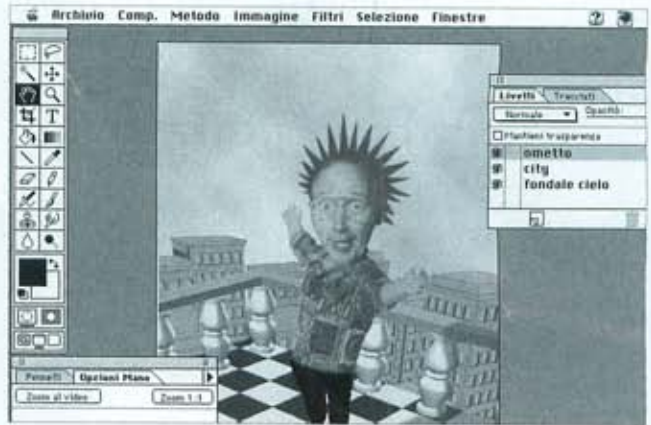 Archivio Comp. Metodo Immagine Filtri Selezione Finestre
Livelli Tracciati
Normale Opacità:
Mantieni trasparenza
ometto
city
fondale cielo
T
Pennelli Opzioni Mano
Zoom al video Zoom 1:1